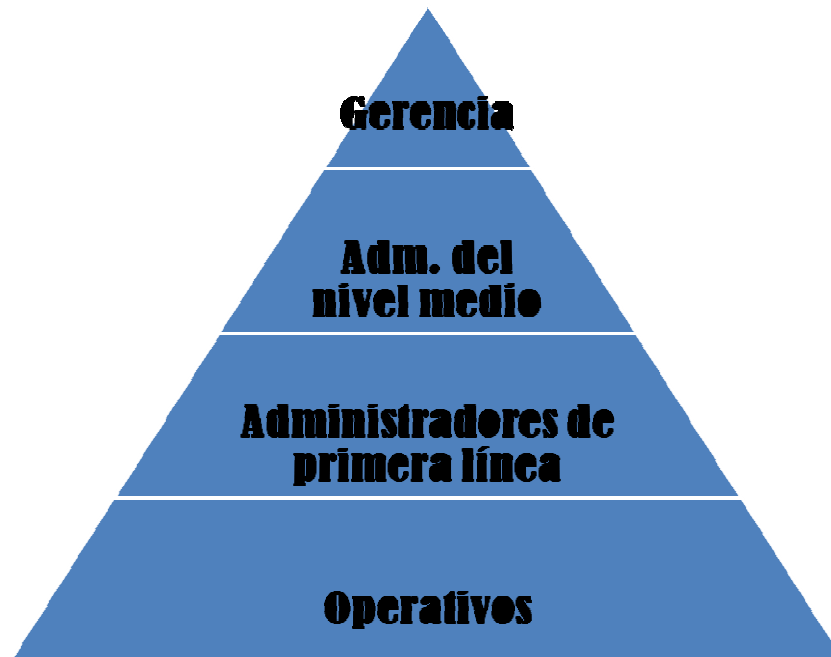 Gerencia
Adm. del
nivel medio
Administradores de
primera línea
Operativos